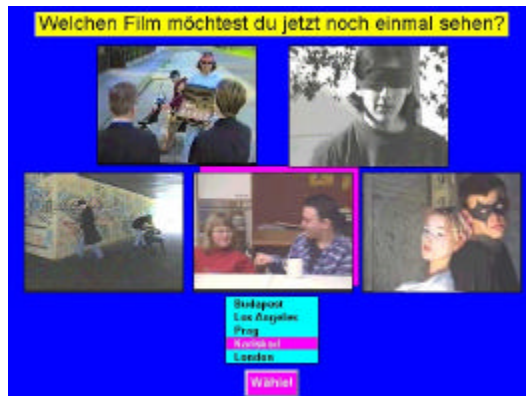 Welchen Film möchtest du jetzt noch einmal sehen?
Budapest
Los Angeles
Prag
London
Wähle!